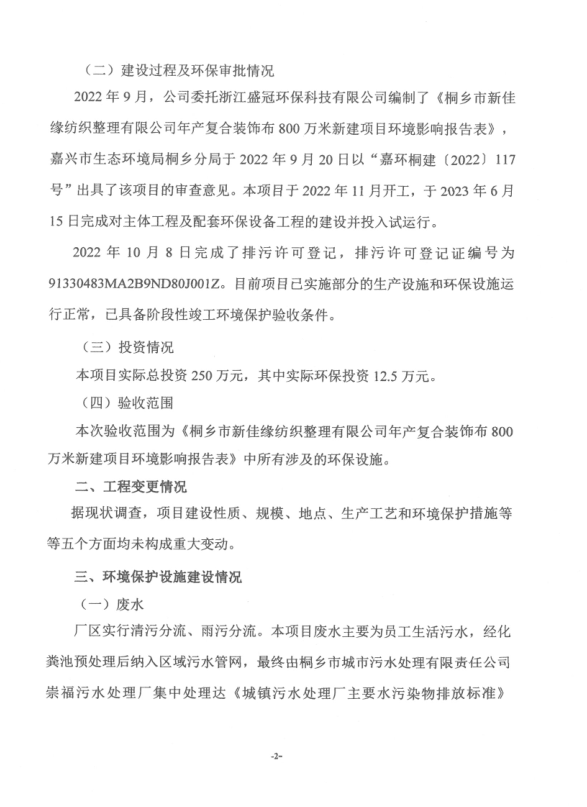 （二）建设过程及环保审批情况
2022 年 9 月，公司委托浙江盛冠环保科技有限公司编制了《桐乡市新佳
缘纺织整理有限公司年产复合装饰布 800 万米新建项目环境影响报告表》，
嘉兴市生态环境局桐乡分局于 2022 年 9 月 20 日以“嘉环桐建〔2022〕117
号”出具了该项目的审查意见。本项目于 2022 年 11 月开工，于 2023 年 6 月
15 日完成对主体工程及配套环保设备工程的建设并投入试运行。
2022 年 10 月 8 日完成了排污许可登记，排污许可登记证编号为
91330483MA2B9ND80J001Z。目前项目已实施部分的生产设施和环保设施运
行正常，已具备阶段性竣工环境保护验收条件。
（三）投资情况
本项目实际总投资 250 万元，其中实际环保投资 12.5 万元。
（四）验收范围
本次验收范围为《桐乡市新佳缘纺织整理有限公司年产复合装饰布 800
万米新建项目环境影响报告表》中所有涉及的环保设施。
二、工程变更情况
据现状调查，项目建设性质、规模、地点、生产工艺和环境保护措施等
等五个方面均未构成重大变动。
三、环境保护设施建设情况
（一）废水
厂区实行清污分流、雨污分流。本项目废水主要为员工生活污水，经化
粪池预处理后纳入区域污水管网，最终由桐乡市城市污水处理有限责任公司
崇福污水处理厂集中处理达《城镇污水处理厂主要水污染物排放标准》
-2-